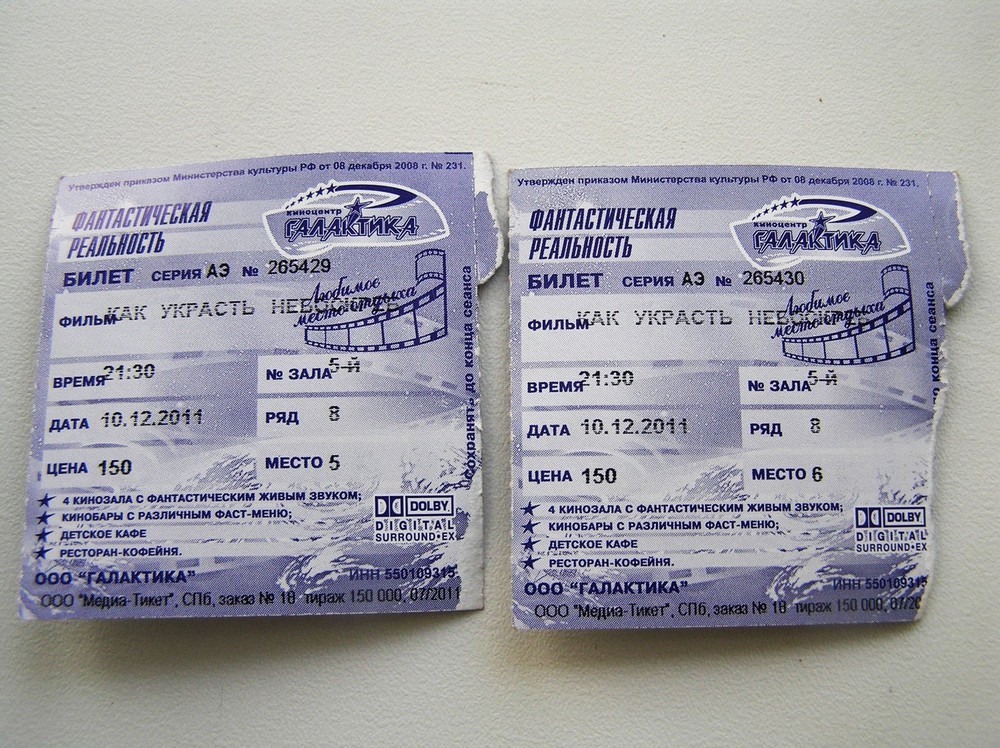 Утвержден приказом Министерства культуры РФ от 08 декабря 2008 г. № 231.
ФАНТАСТИЧЕСКАЯ
РЕАЛЬНОСТЬ
киноцентр
ГАЛАКТИКА
БИЛЕТ СЕРИЯ АЭ № 265429
Любимое
место отдыха
ФИЛЬМ КАК УКРАСТЬ
ВРЕМЯ 21:30
№ ЗАЛА 5-й
ДАТА 10.12.2011
РЯД 8
ЦЕНА 150
МЕСТО 5
сохранять до конца сеанса
4 КИНОЗАЛА С ФАНТАСТИЧЕСКИМ ЖИВЫМ ЗВУКОМ;
КИНОБАРЫ С РАЗЛИЧНЫМ ФАСТ-МЕНЮ;
ДЕТСКОЕ КАФЕ
РЕСТОРАН-КОФЕЙНЯ.
DOLBY
DIGITAL
SURROUND•EX
ООО "ГАЛАКТИКА"
ИНН 550109315
ООО "Медиа-Тикет", СПб, заказ № 18 тираж 150 000, 07/2011
Утвержден приказом Министерства культуры РФ от 08 декабря 2008 г. № 231.
ФАНТАСТИЧЕСКАЯ
РЕАЛЬНОСТЬ
киноцентр
ГАЛАКТИКА
БИЛЕТ СЕРИЯ АЭ № 265430
Любимое
место отдыха
ФИЛЬМ КАК УКРАСТЬ
ВРЕМЯ 21:30
№ ЗАЛА 5-й
ДАТА 10.12.2011
РЯД 8
ЦЕНА 150
МЕСТО 6
до конца сеанса
4 КИНОЗАЛА С ФАНТАСТИЧЕСКИМ ЖИВЫМ ЗВУКОМ;
КИНОБАРЫ С РАЗЛИЧНЫМ ФАСТ-МЕНЮ;
ДЕТСКОЕ КАФЕ
РЕСТОРАН-КОФЕЙНЯ.
DOLBY
DIGITAL
SURROUND•EX
ООО "ГАЛАКТИКА"
ИНН 550109315
ООО "Медиа-Тикет", СПб, заказ № 18 тираж 150 000, 07/20